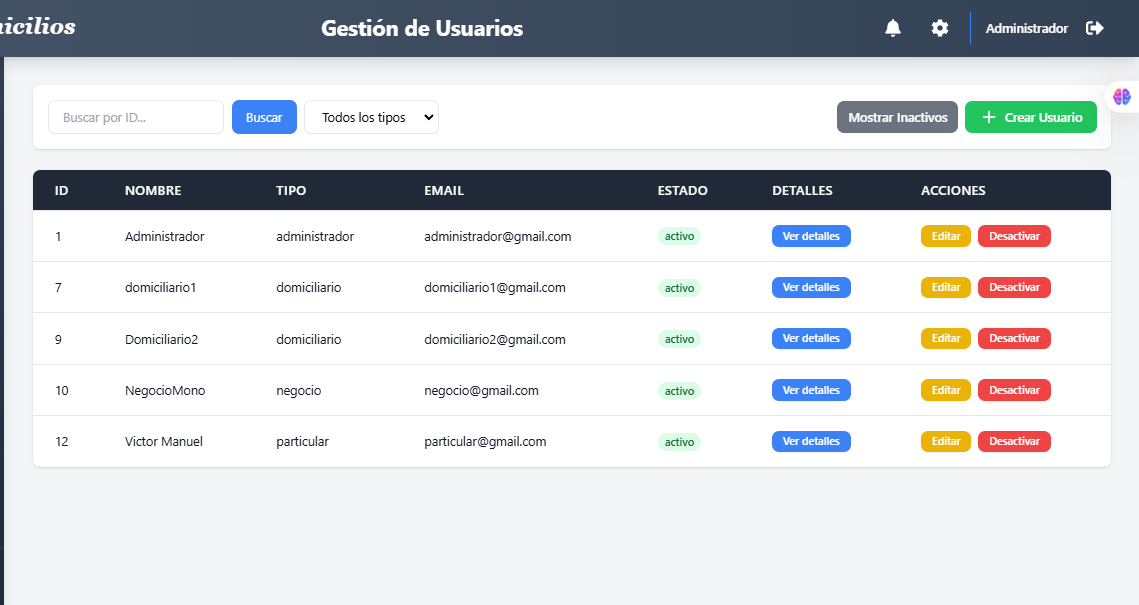 Gestión de Usuarios Administrador
Buscar por ID... Buscar Todos los tipos Mostrar Inactivos + Crear Usuario
ID NOMBRE TIPO EMAIL ESTADO DETALLES ACCIONES
1 Administrador administrador administrador@gmail.com activo Ver detalles Editar Desactivar
7 domiciliario1 domiciliario domiciliario1@gmail.com activo Ver detalles Editar Desactivar
9 Domiciliario2 domiciliario domiciliario2@gmail.com activo Ver detalles Editar Desactivar
10 NegocioMono negocio negocio@gmail.com activo Ver detalles Editar Desactivar
12 Victor Manuel particular particular@gmail.com activo Ver detalles Editar Desactivar